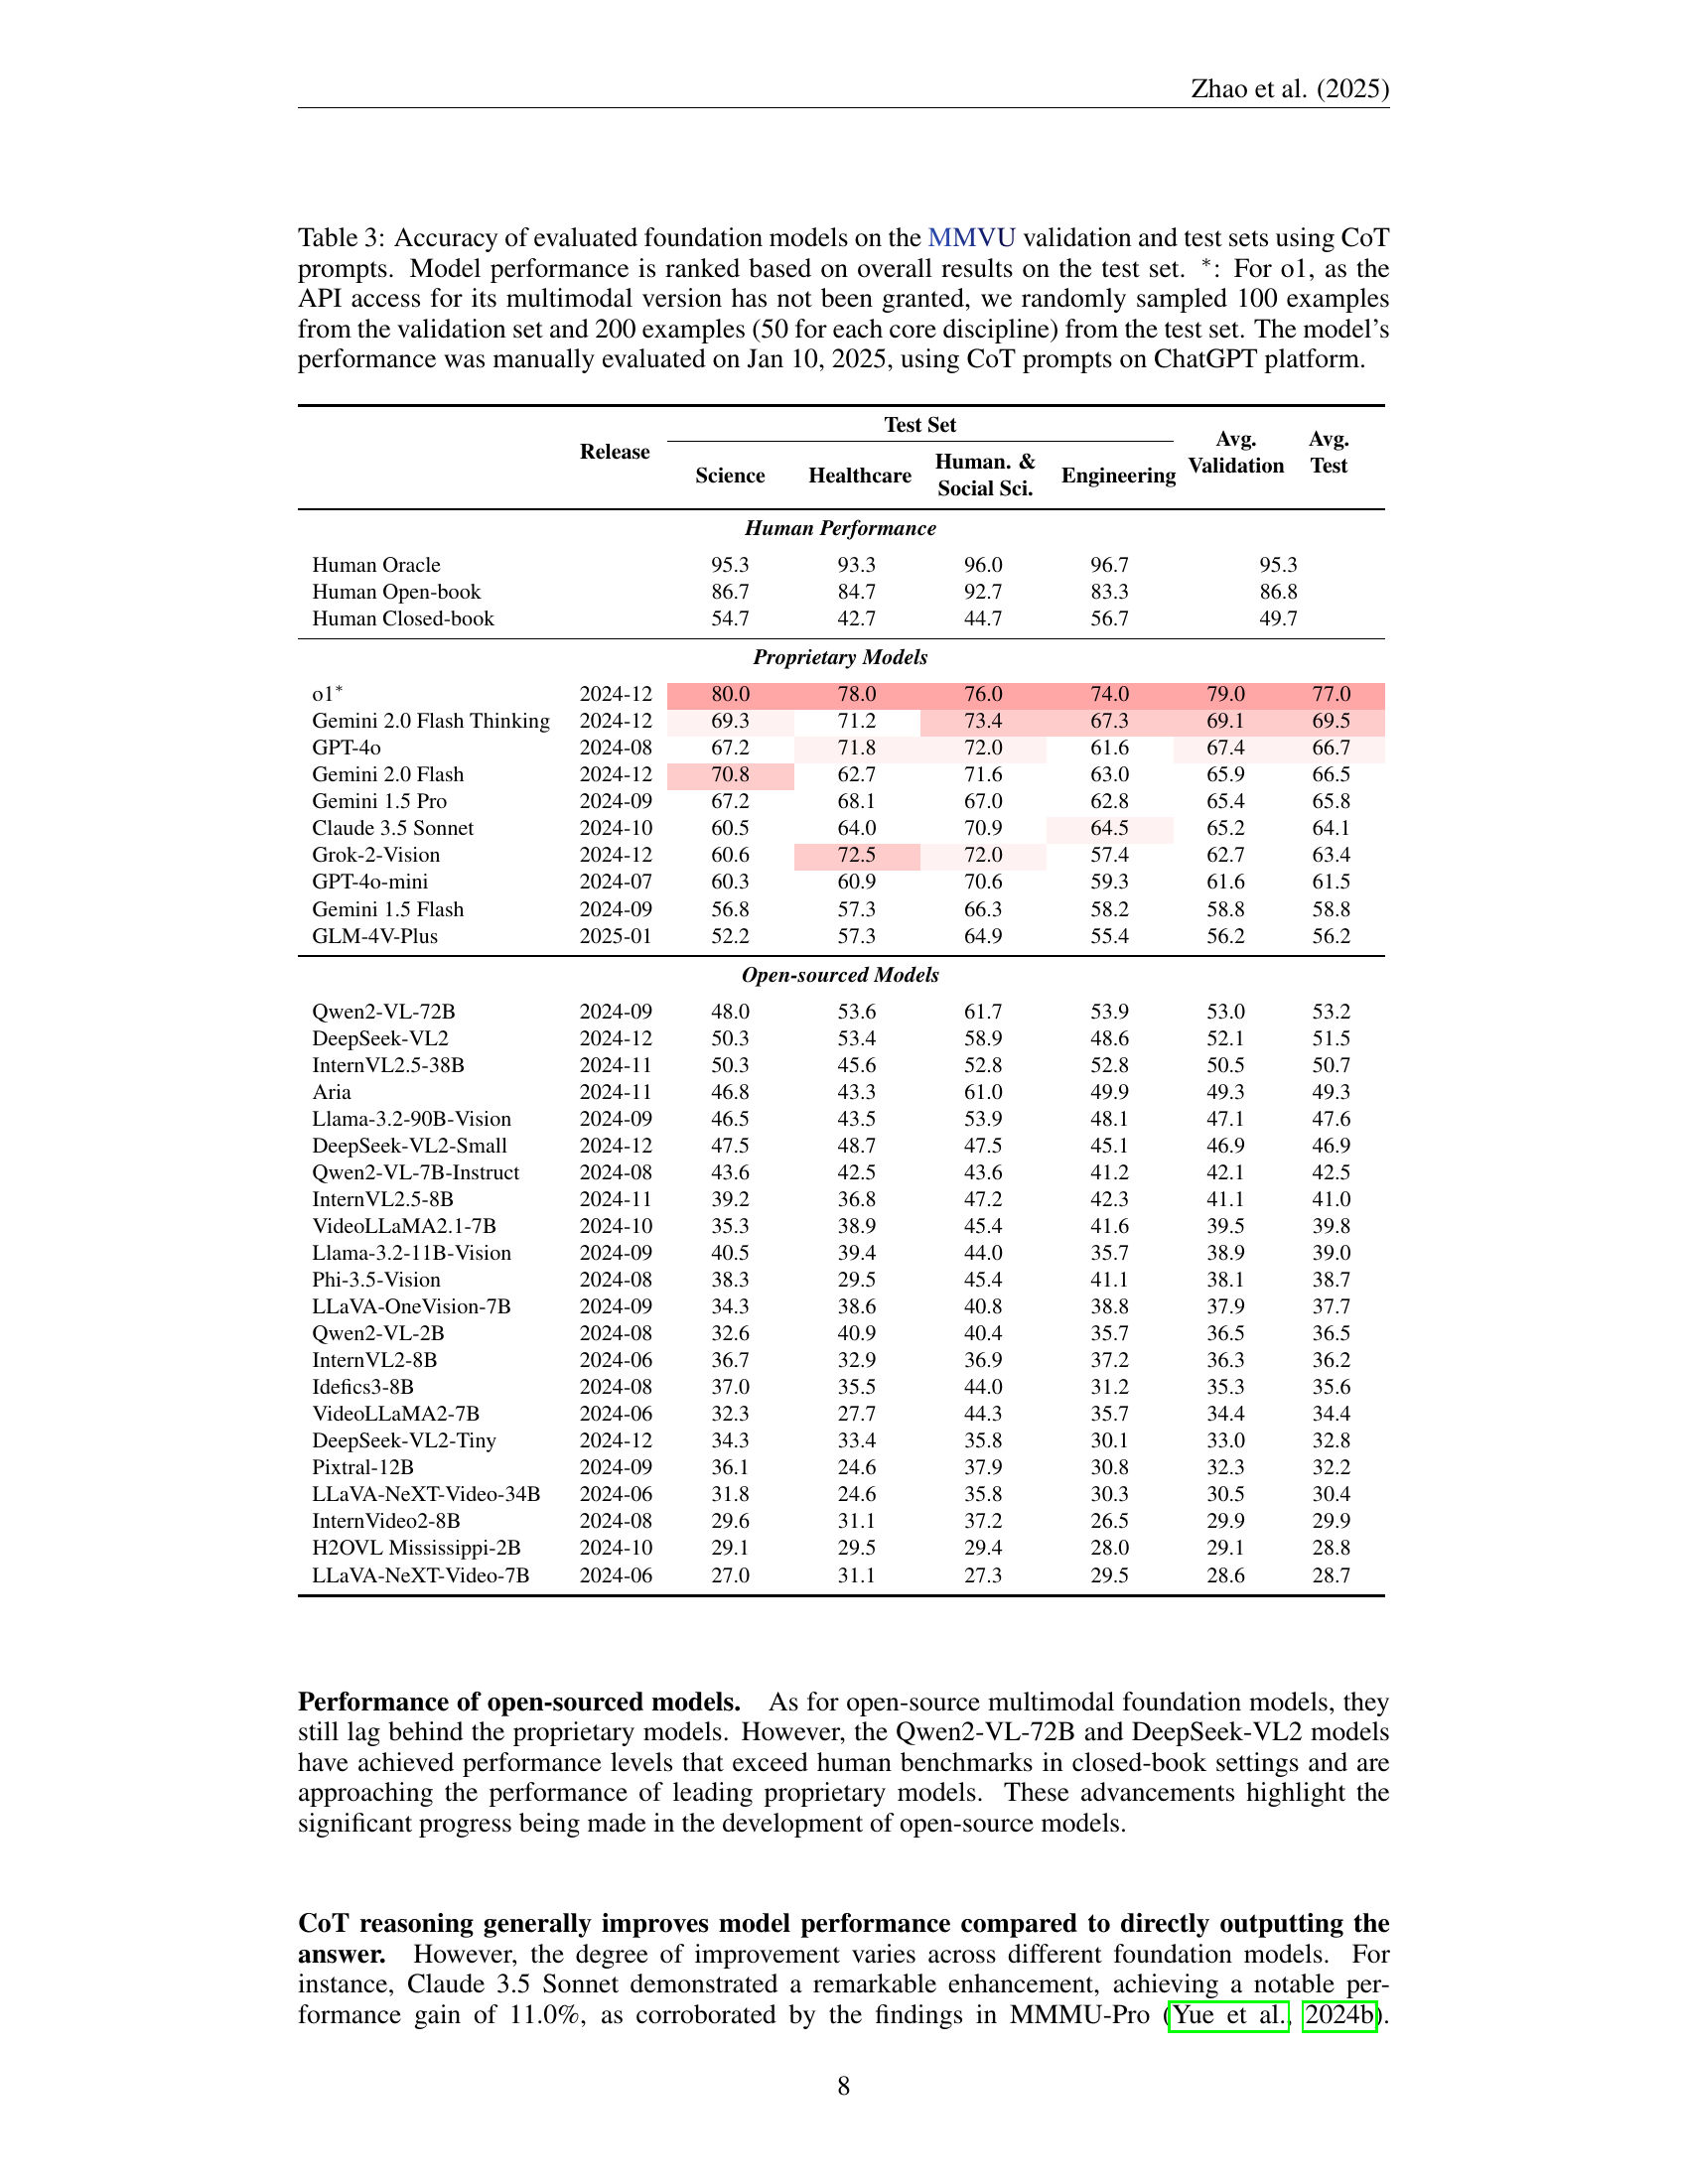 Zhao et al. (2025)
Table 3: Accuracy of evaluated foundation models on the MMVU validation and test sets using CoT
prompts. Model performance is ranked based on overall results on the test set. *: For o1, as the
API access for its multimodal version has not been granted, we randomly sampled 100 examples
from the validation set and 200 examples (50 for each core discipline) from the test set. The model's
performance was manually evaluated on Jan 10, 2025, using CoT prompts on ChatGPT platform.
Release Test Set Avg. Validation Avg. Test
Science Healthcare Human. & Social Sci. Engineering
Human Performance
Human Oracle 95.3 93.3 96.0 96.7 95.3
Human Open-book 86.7 84.7 92.7 83.3 86.8
Human Closed-book 54.7 42.7 44.7 56.7 49.7
Proprietary Models
o1* 2024-12 80.0 78.0 76.0 74.0 79.0 77.0
Gemini 2.0 Flash Thinking 2024-12 69.3 71.2 73.4 67.3 69.1 69.5
GPT-4o 2024-08 67.2 71.8 72.0 61.6 67.4 66.7
Gemini 2.0 Flash 2024-12 70.8 62.7 71.6 63.0 65.9 66.5
Gemini 1.5 Pro 2024-09 67.2 68.1 67.0 62.8 65.4 65.8
Claude 3.5 Sonnet 2024-10 60.5 64.0 70.9 64.5 65.2 64.1
Grok-2-Vision 2024-12 60.6 72.5 72.0 57.4 62.7 63.4
GPT-4o-mini 2024-07 60.3 60.9 70.6 59.3 61.6 61.5
Gemini 1.5 Flash 2024-09 56.8 57.3 66.3 58.2 58.8 58.8
GLM-4V-Plus 2025-01 52.2 57.3 64.9 55.4 56.2 56.2
Open-sourced Models
Qwen2-VL-72B 2024-09 48.0 53.6 61.7 53.9 53.0 53.2
DeepSeek-VL2 2024-12 50.3 53.4 58.9 48.6 52.1 51.5
InternVL2.5-38B 2024-11 50.3 45.6 52.8 52.8 50.5 50.7
Aria 2024-11 46.8 43.3 61.0 49.9 49.3 49.3
Llama-3.2-90B-Vision 2024-09 46.5 43.5 53.9 48.1 47.1 47.6
DeepSeek-VL2-Small 2024-12 47.5 48.7 47.5 45.1 46.9 46.9
Qwen2-VL-7B-Instruct 2024-08 43.6 42.5 43.6 41.2 42.1 42.5
InternVL2.5-8B 2024-11 39.2 36.8 47.2 42.3 41.1 41.0
VideoLLaMA2.1-7B 2024-10 35.3 38.9 45.4 41.6 39.5 39.8
Llama-3.2-11B-Vision 2024-09 40.5 39.4 44.0 35.7 38.9 39.0
Phi-3.5-Vision 2024-08 38.3 29.5 45.4 41.1 38.1 38.7
LLaVA-OneVision-7B 2024-09 34.3 38.6 40.8 38.8 37.9 37.7
Qwen2-VL-2B 2024-08 32.6 40.9 40.4 35.7 36.5 36.5
InternVL2-8B 2024-06 36.7 32.9 36.9 37.2 36.3 36.2
Idefics3-8B 2024-08 37.0 35.5 44.0 31.2 35.3 35.6
VideoLLaMA2-7B 2024-06 32.3 27.7 44.3 35.7 34.4 34.4
DeepSeek-VL2-Tiny 2024-12 34.3 33.4 35.8 30.1 33.0 32.8
Pixtral-12B 2024-09 36.1 24.6 37.9 30.8 32.3 32.2
LLaVA-NeXT-Video-34B 2024-06 31.8 24.6 35.8 30.3 30.5 30.4
InternVideo2-8B 2024-08 29.6 31.1 37.2 26.5 29.9 29.9
H2OVL Mississippi-2B 2024-10 29.1 29.5 29.4 28.0 29.1 28.8
LLaVA-NeXT-Video-7B 2024-06 27.0 31.1 27.3 29.5 28.6 28.7
Performance of open-sourced models. As for open-source multimodal foundation models, they
still lag behind the proprietary models. However, the Qwen2-VL-72B and DeepSeek-VL2 models
have achieved performance levels that exceed human benchmarks in closed-book settings and are
approaching the performance of leading proprietary models. These advancements highlight the
significant progress being made in the development of open-source models.
CoT reasoning generally improves model performance compared to directly outputting the
answer. However, the degree of improvement varies across different foundation models. For
instance, Claude 3.5 Sonnet demonstrated a remarkable enhancement, achieving a notable per-
formance gain of 11.0%, as corroborated by the findings in MMMU-Pro (Yue et al., 2024b).
8